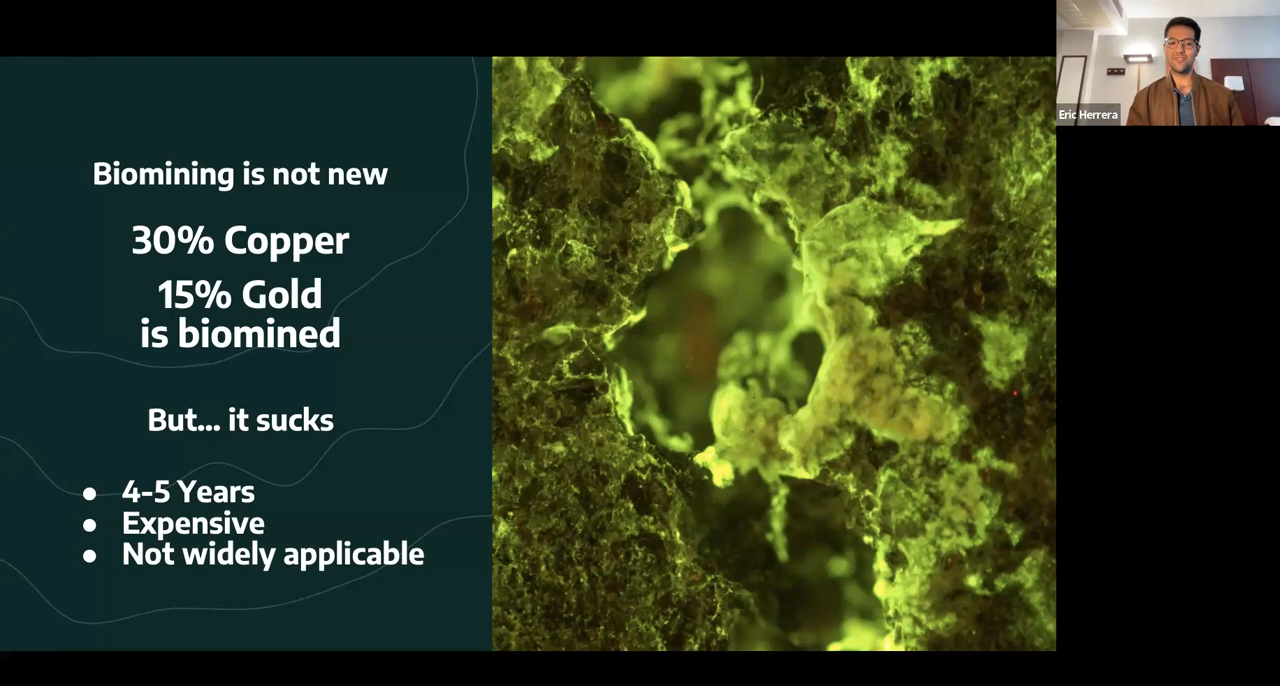 Biomining is not new
30% Copper
15% Gold
is biomined
But... it sucks
● 4-5 Years
● Expensive
● Not widely applicable
Eric Herrera